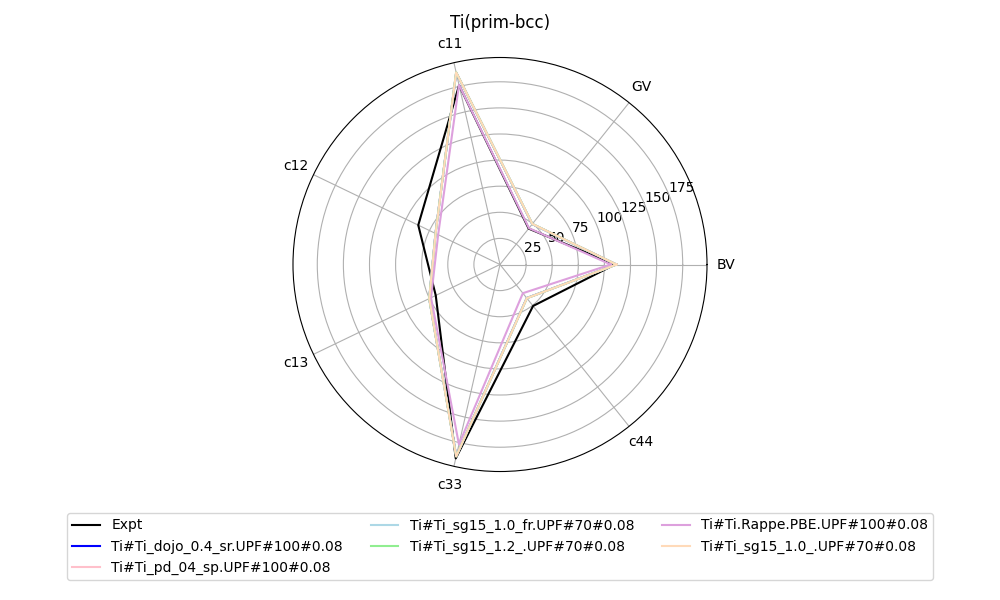 Ti(prim-bcc)
c11
GV
c12
175
150
125
100
75
50
25
BV
c13
c44
c33
Expt
Ti#Ti_dojo_0.4_sr.UPF#100#0.08
Ti#Ti_pd_04_sp.UPF#100#0.08
Ti#Ti_sg15_1.0_fr.UPF#70#0.08
Ti#Ti_sg15_1.2_.UPF#70#0.08
Ti#Ti.Rappe.PBE.UPF#100#0.08
Ti#Ti_sg15_1.0_.UPF#70#0.08